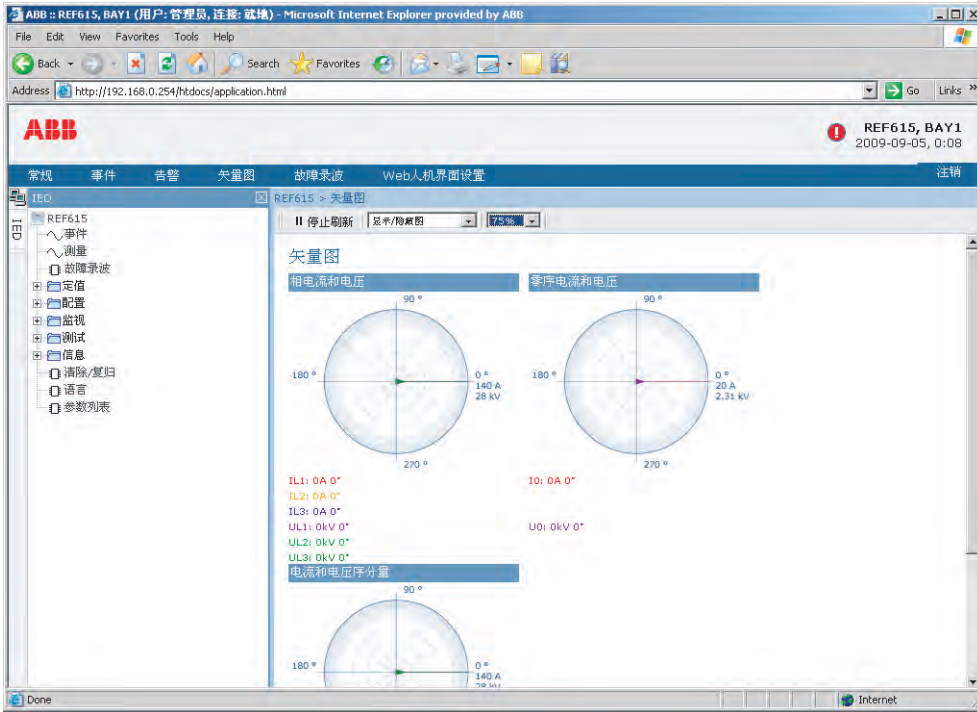 ABB :: REF615, BAY1 (用户: 管理员, 连接: 就地) - Microsoft Internet Explorer provided by ABB
File Edit View Favorites Tools Help
Back Search Favorites
Address http://192.168.0.254/htdocs/application.html Go Links »
ABB
REF615, BAY1
2009-09-05, 0:08
常规 事件 告警 矢量图 故障录波 Web人机界面设置 注销
IED
IED
REF615
事件
测量
故障录波
定值
配置
监视
测试
信息
清除/复归
语言
参数列表
REF615 > 矢量图
停止刷新 显示/隐藏图 75%
矢量图
相电流和电压
90 °
180 °
0 °
140 A
28 kV
270 °
IL1: 0A 0°
IL2: 0A 0°
IL3: 0A 0°
UL1: 0kV 0°
UL2: 0kV 0°
UL3: 0kV 0°
零序电流和电压
90 °
180 °
0 °
20 A
2.31 kV
270 °
I0: 0A 0°
U0: 0kV 0°
电流和电压序分量
90 °
180 °
0 °
140 A
28 kV
Done Internet